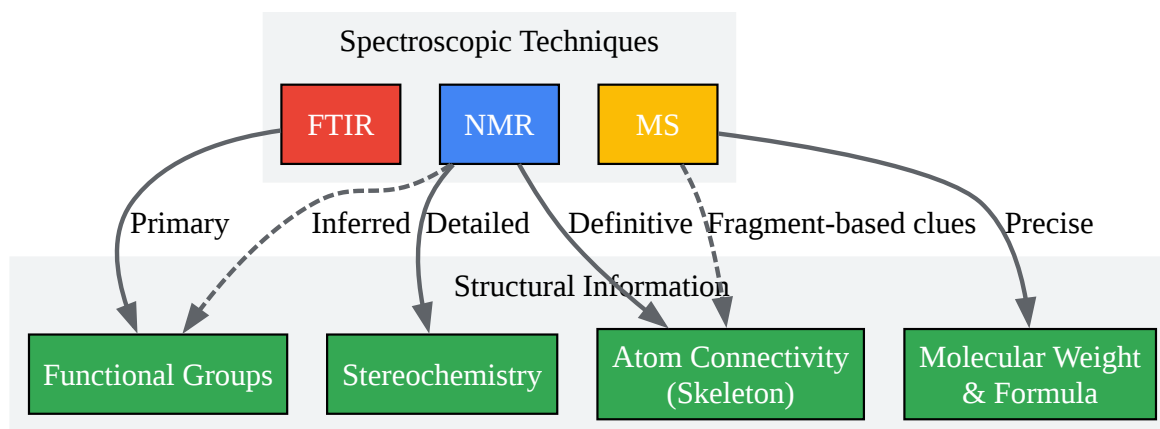 Spectroscopic Techniques
FTIR
NMR
MS
Primary
Inferred
Detailed
Definitive
Fragment-based clues
Precise
Structural Information
Functional Groups
Stereochemistry
Atom Connectivity
(Skeleton)
Molecular Weight
& Formula